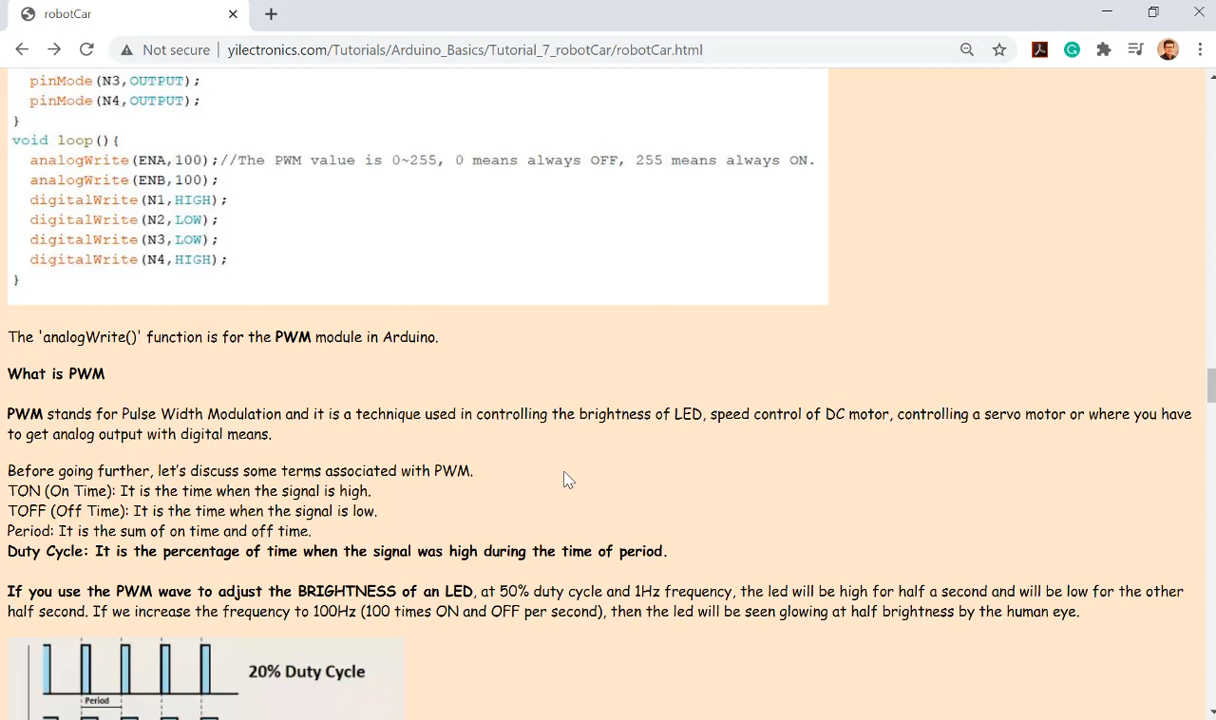 robotCar
Not secure | yilectronics.com/Tutorials/Arduino_Basics/Tutorial_7_robotCar/robotCar.html
pinMode(N3,OUTPUT);
pinMode(N4,OUTPUT);
}
void loop(){
analogWrite(ENA,100);//The PWM value is 0~255, 0 means always OFF, 255 means always ON.
analogWrite(ENB,100);
digitalWrite(N1,HIGH);
digitalWrite(N2,LOW);
digitalWrite(N3,LOW);
digitalWrite(N4,HIGH);
}
The 'analogWrite()' function is for the PWM module in Arduino.
What is PWM
PWM stands for Pulse Width Modulation and it is a technique used in controlling the brightness of LED, speed control of DC motor, controlling a servo motor or where you have
to get analog output with digital means.
Before going further, let's discuss some terms associated with PWM.
TON (On Time): It is the time when the signal is high.
TOFF (Off Time): It is the time when the signal is low.
Period: It is the sum of on time and off time.
Duty Cycle: It is the percentage of time when the signal was high during the time of period.
If you use the PWM wave to adjust the BRIGHTNESS of an LED, at 50% duty cycle and 1Hz frequency, the led will be high for half a second and will be low for the other
half second. If we increase the frequency to 100Hz (100 times ON and OFF per second), then the led will be seen glowing at half brightness by the human eye.
20% Duty Cycle
Period